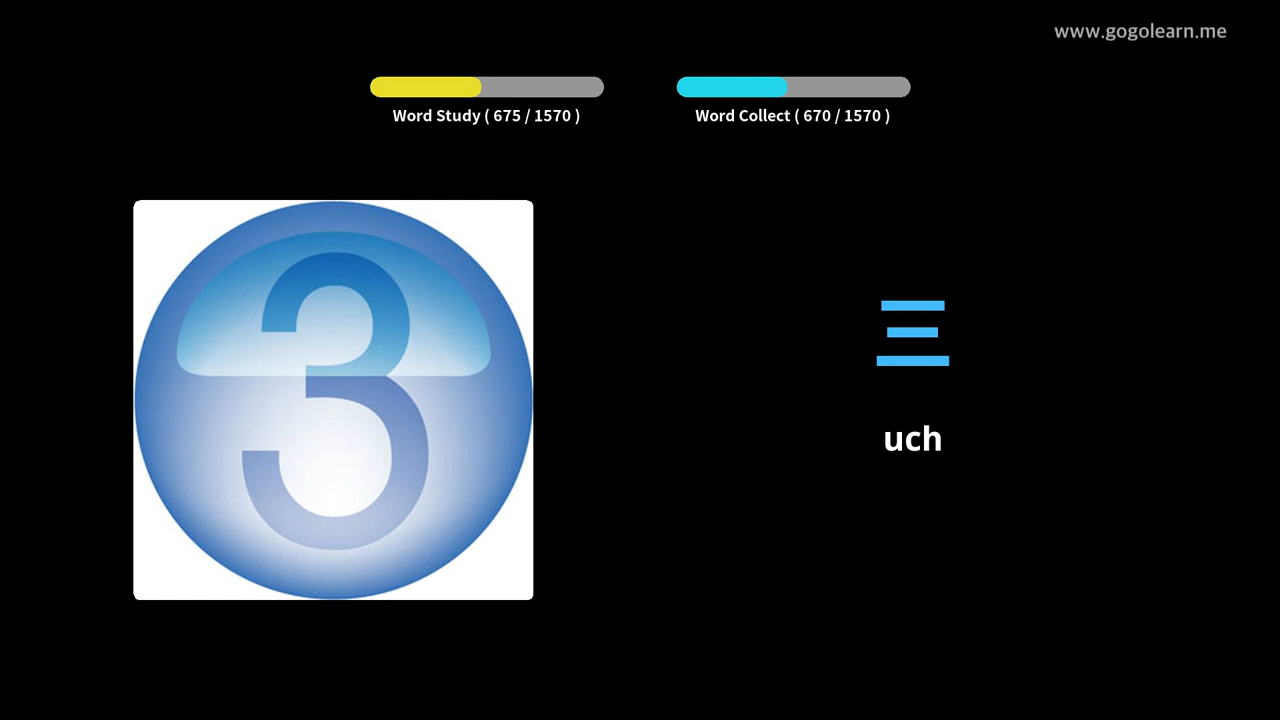 www.gogolearn.me
Word Study ( 675 / 1570 )
Word Collect ( 670 / 1570 )
3
三
uch